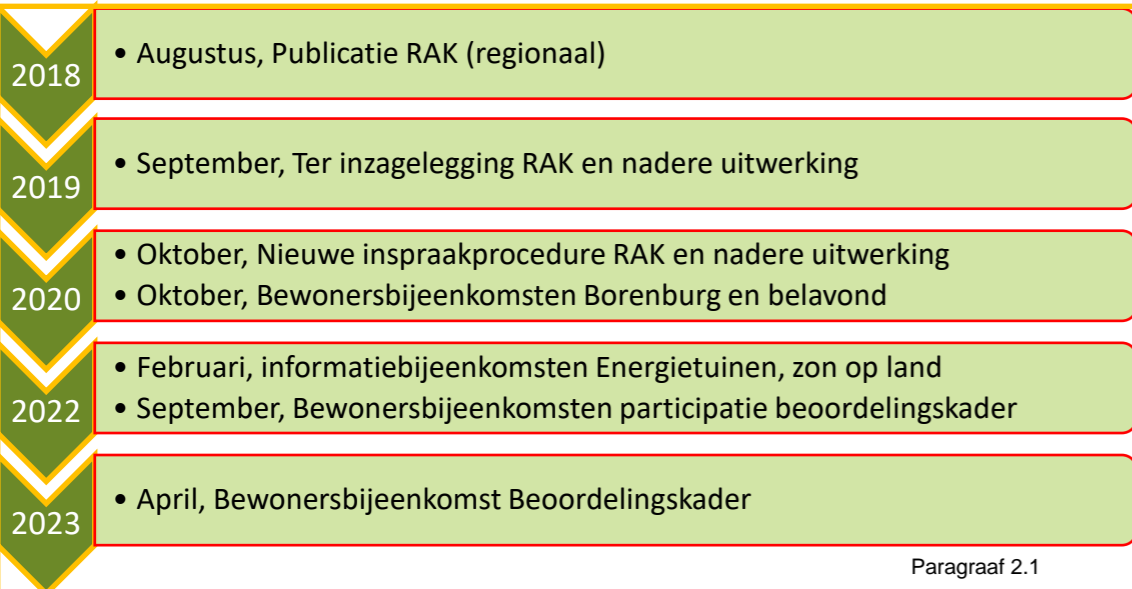 2018
• Augustus, Publicatie RAK (regionaal)
2019
• September, Ter inzagelegging RAK en nadere uitwerking
2020
• Oktober, Nieuwe inspraakprocedure RAK en nadere uitwerking
• Oktober, Bewonersbijeenkomsten Borenburg en belavond
2022
• Februari, informatiebijeenkomsten Energietuinen, zon op land
• September, Bewonersbijeenkomsten participatie beoordelingskader
2023
• April, Bewonersbijeenkomst Beoordelingskader
Paragraaf 2.1